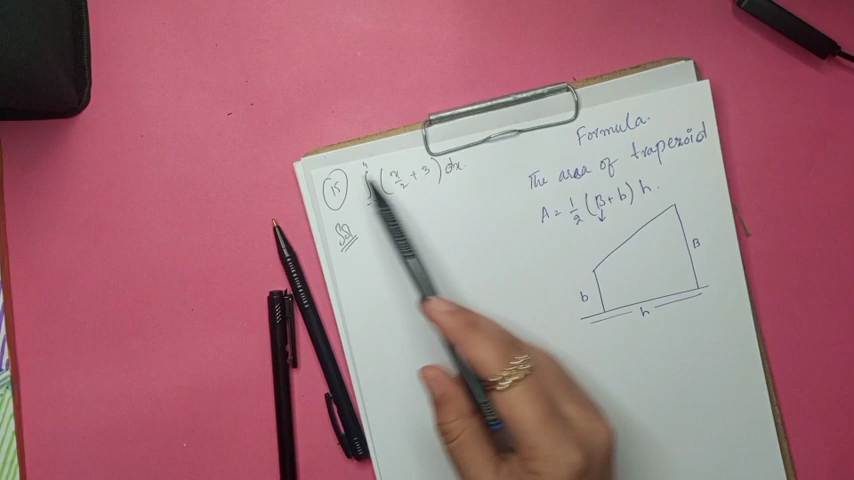 15
∫ ( x/2 + 3 ) dx.
Sol
Formula.
The area of trapezoid
A = 1/2 (B + b) h.
b
B
h